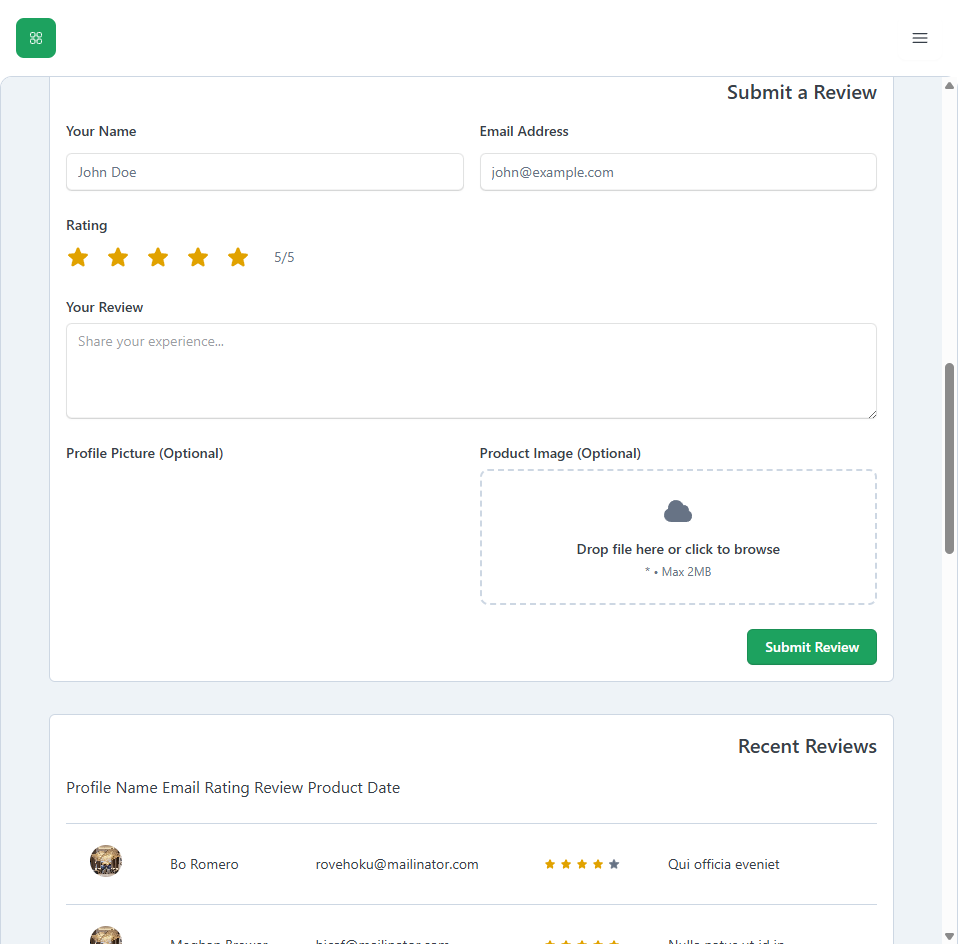 Submit a Review
Your Name
Email Address
John Doe
john@example.com
Rating
5/5
Your Review
Share your experience...
Profile Picture (Optional)
Product Image (Optional)
Drop file here or click to browse
* • Max 2MB
Submit Review
Recent Reviews
Profile Name Email Rating Review Product Date
Bo Romero
rovehoku@mailinator.com
Qui officia eveniet